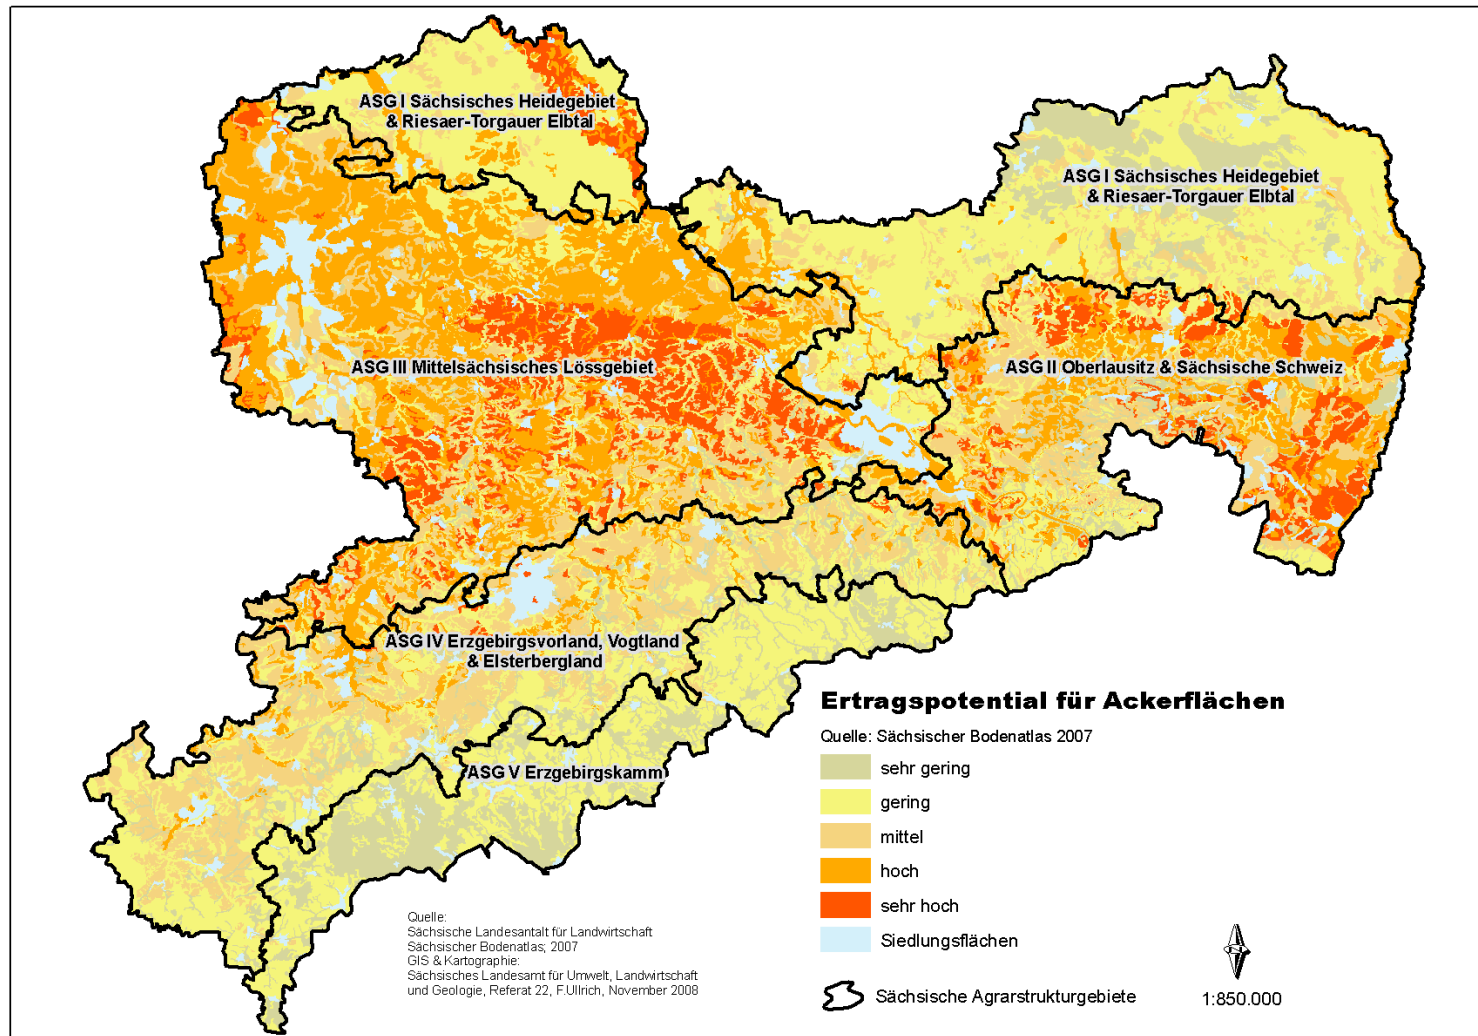 ASG I Sächsisches Heidegebiet
& Riesaer-Torgauer Elbtal
ASG I Sächsisches Heidegebiet
& Riesaer-Torgauer Elbtal
ASG III Mittelsächsisches Lössgebiet
ASG II Oberlausitz & Sächsische Schweiz
ASG IV Erzgebirgsvorland, Vogtland
& Elsterbergland
ASG V Erzgebirgskamm
Ertragspotential für Ackerflächen
Quelle: Sächsischer Bodenatlas 2007
sehr gering
gering
mittel
hoch
sehr hoch
Siedlungsflächen
Sächsische Agrarstrukturgebiete
1:850.000
Quelle:
Sächsische Landesantalt für Landwirtschaft
Sächsischer Bodenatlas; 2007
GIS & Kartographie:
Sächsisches Landesamt für Umwelt, Landwirtschaft
und Geologie, Referat 22, F.Ullrich, November 2008